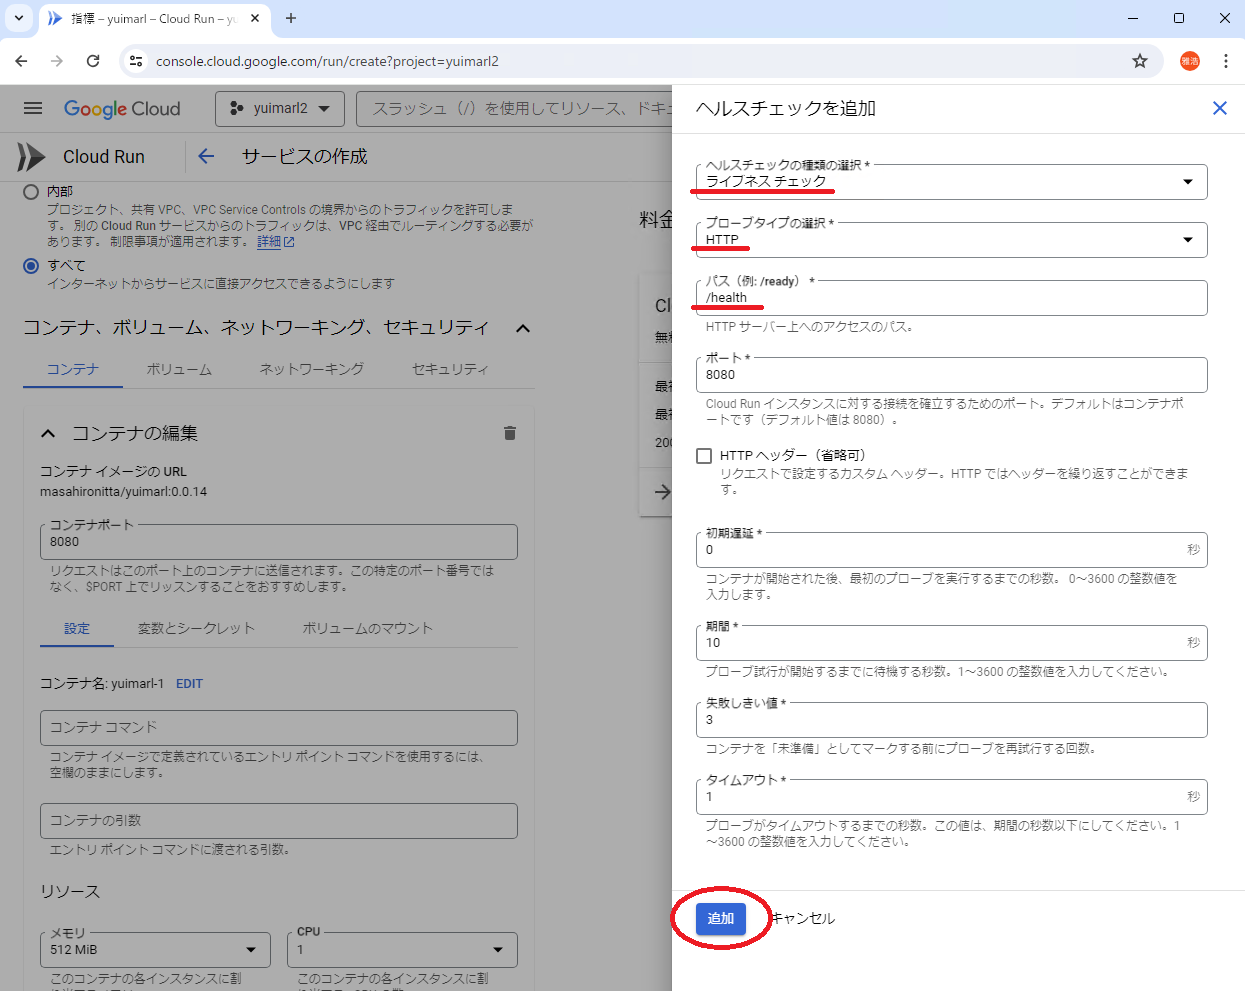 指標 – yuimarl – Cloud Run – yu
console.cloud.google.com/run/create?project=yuimarl2
雅浩
Google Cloud
yuimarl2
スラッシュ（/）を使用してリソース、ドキュ
Cloud Run
サービスの作成
内部
プロジェクト、共有 VPC、VPC Service Controls の境界からのトラフィックを許可しま
す。 別の Cloud Run サービスからのトラフィックは、VPC 経由でルーティングする必要が
あります。 制限事項が適用されます。 詳細
すべて
インターネットからサービスに直接アクセスできるようにします
コンテナ、ボリューム、ネットワーキング、セキュリティ
コンテナ
ボリューム
ネットワーキング
セキュリティ
コンテナの編集
コンテナ イメージの URL
masahironitta/yuimarl:0.0.14
コンテナポート
8080
リクエストはこのポート上のコンテナに送信されます。この特定のポート番号では
なく、$PORT 上でリッスンすることをおすすめします。
設定
変数とシークレット
ボリュームのマウント
コンテナ名: yuimarl-1 EDIT
コンテナ コマンド
コンテナ イメージで定義されているエントリ ポイント コマンドを使用するには、
空欄のままにします。
コンテナの引数
エントリ ポイント コマンドに渡される引数。
リソース
メモリ
512 MiB
CPU
1
このコンテナの各インスタンスに割
このコンテナの各インスタンスに割
料金
Cl
無料
最初
最初
200
ヘルスチェックを追加
ヘルスチェックの種類の選択 *
ライブネス チェック
プローブタイプの選択 *
HTTP
パス（例: /ready） *
/health
HTTP サーバー上へのアクセスのパス。
ポート *
8080
Cloud Run インスタンスに対する接続を確立するためのポート。デフォルトはコンテナポ
ートです（デフォルト値は 8080）。
HTTP ヘッダー（省略可）
リクエストで設定するカスタム ヘッダー。HTTP ではヘッダーを繰り返すことができま
す。
初期遅延 *
0
秒
コンテナが開始された後、最初のプローブを実行するまでの秒数。 0～3600 の整数値を
入力します。
期間 *
10
秒
プローブ試行が開始するまでに待機する秒数。1～3600 の整数値を入力してください。
失敗しきい値 *
3
コンテナを「未準備」としてマークする前にプローブを再試行する回数。
タイムアウト *
1
秒
プローブがタイムアウトするまでの秒数。この値は、期間の秒数以下にしてください。1
～3600 の整数値を入力してください。
追加
キャンセル